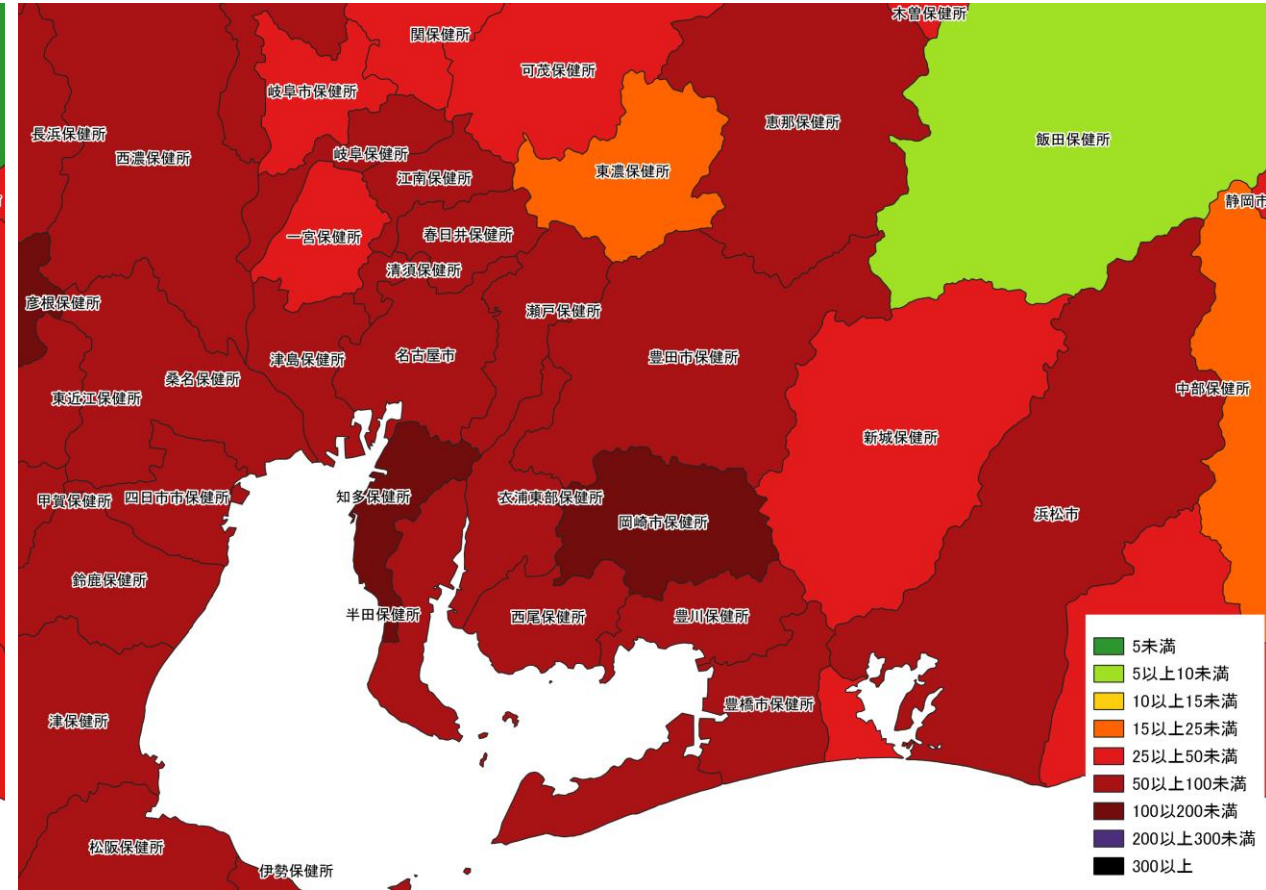 木曽保健所
関保健所
可茂保健所
岐阜市保健所
恵那保健所
長浜保健所
飯田保健所
西濃保健所
岐阜保健所
東濃保健所
江南保健所
静岡市
一宮保健所
春日井保健所
清須保健所
彦根保健所
瀬戸保健所
津島保健所
名古屋市
豊田市保健所
桑名保健所
中部保健所
東近江保健所
新城保健所
甲賀保健所
四日市市保健所
知多保健所
衣浦東部保健所
岡崎市保健所
浜松市
鈴鹿保健所
半田保健所
西尾保健所
豊川保健所
津保健所
豊橋市保健所
松阪保健所
伊勢保健所
5未満
5以上10未満
10以上15未満
15以上25未満
25以上50未満
50以上100未満
100以200未満
200以上300未満
300以上